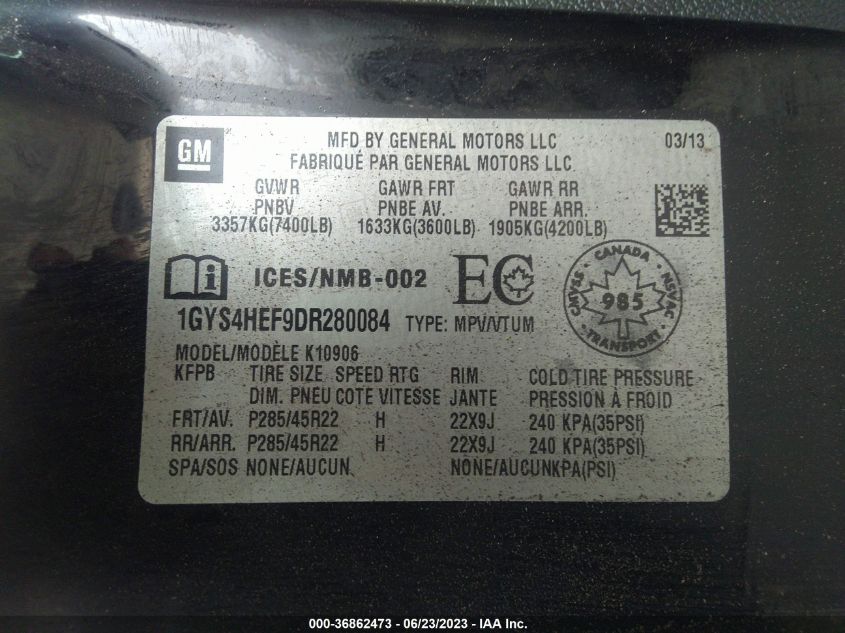 GM
MFD BY GENERAL MOTORS LLC 03/13
FABRIQUÉ PAR GENERAL MOTORS LLC
GVWR GAWR FRT GAWR RR
PNBV PNBE AV. PNBE ARR.
3357KG(7400LB) 1633KG(3600LB) 1905KG(4200LB)
i ICES/NMB-002 EC
CANADA
CMVSS 985 NSVAC
TRANSPORT
1GYS4HEF9DR280084 TYPE: MPV/VTUM
MODEL/MODÈLE K10906
KFPB TIRE SIZE SPEED RTG RIM COLD TIRE PRESSURE
DIM. PNEU COTE VITESSE JANTE PRESSION À FROID
FRT/AV. P285/45R22 H 22X9J 240 KPA(35PSI)
RR/ARR. P285/45R22 H 22X9J 240 KPA(35PSI)
SPA/SOS NONE/AUCUN NONE/AUCUNKPA(PSI)
000-36862473 - 06/23/2023 - IAA Inc.